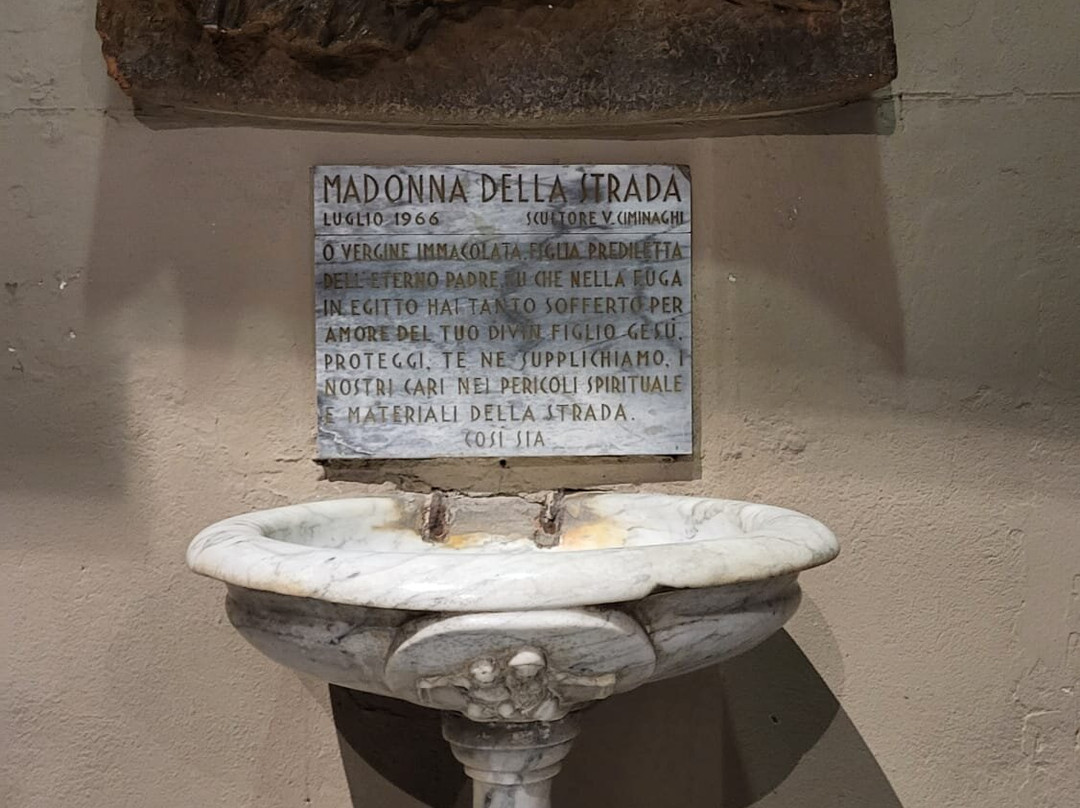 MADONNA DELLA STRADA
LUGLIO 1966 SCULTORE V. CIMINAGHI
O VERGINE IMMACOLATA, FIGLIA PREDILETTA
DELL'ETERNO PADRE, TU CHE NELLA FUGA
IN EGITTO HAI TANTO SOFFERTO PER
AMORE DEL TUO DIVIN FIGLIO GESÙ,
PROTEGGI, TE NE SUPPLICHIAMO, I
NOSTRI CARI NEI PERICOLI SPIRITUALE
E MATERIALI DELLA STRADA.
COSÌ SIA